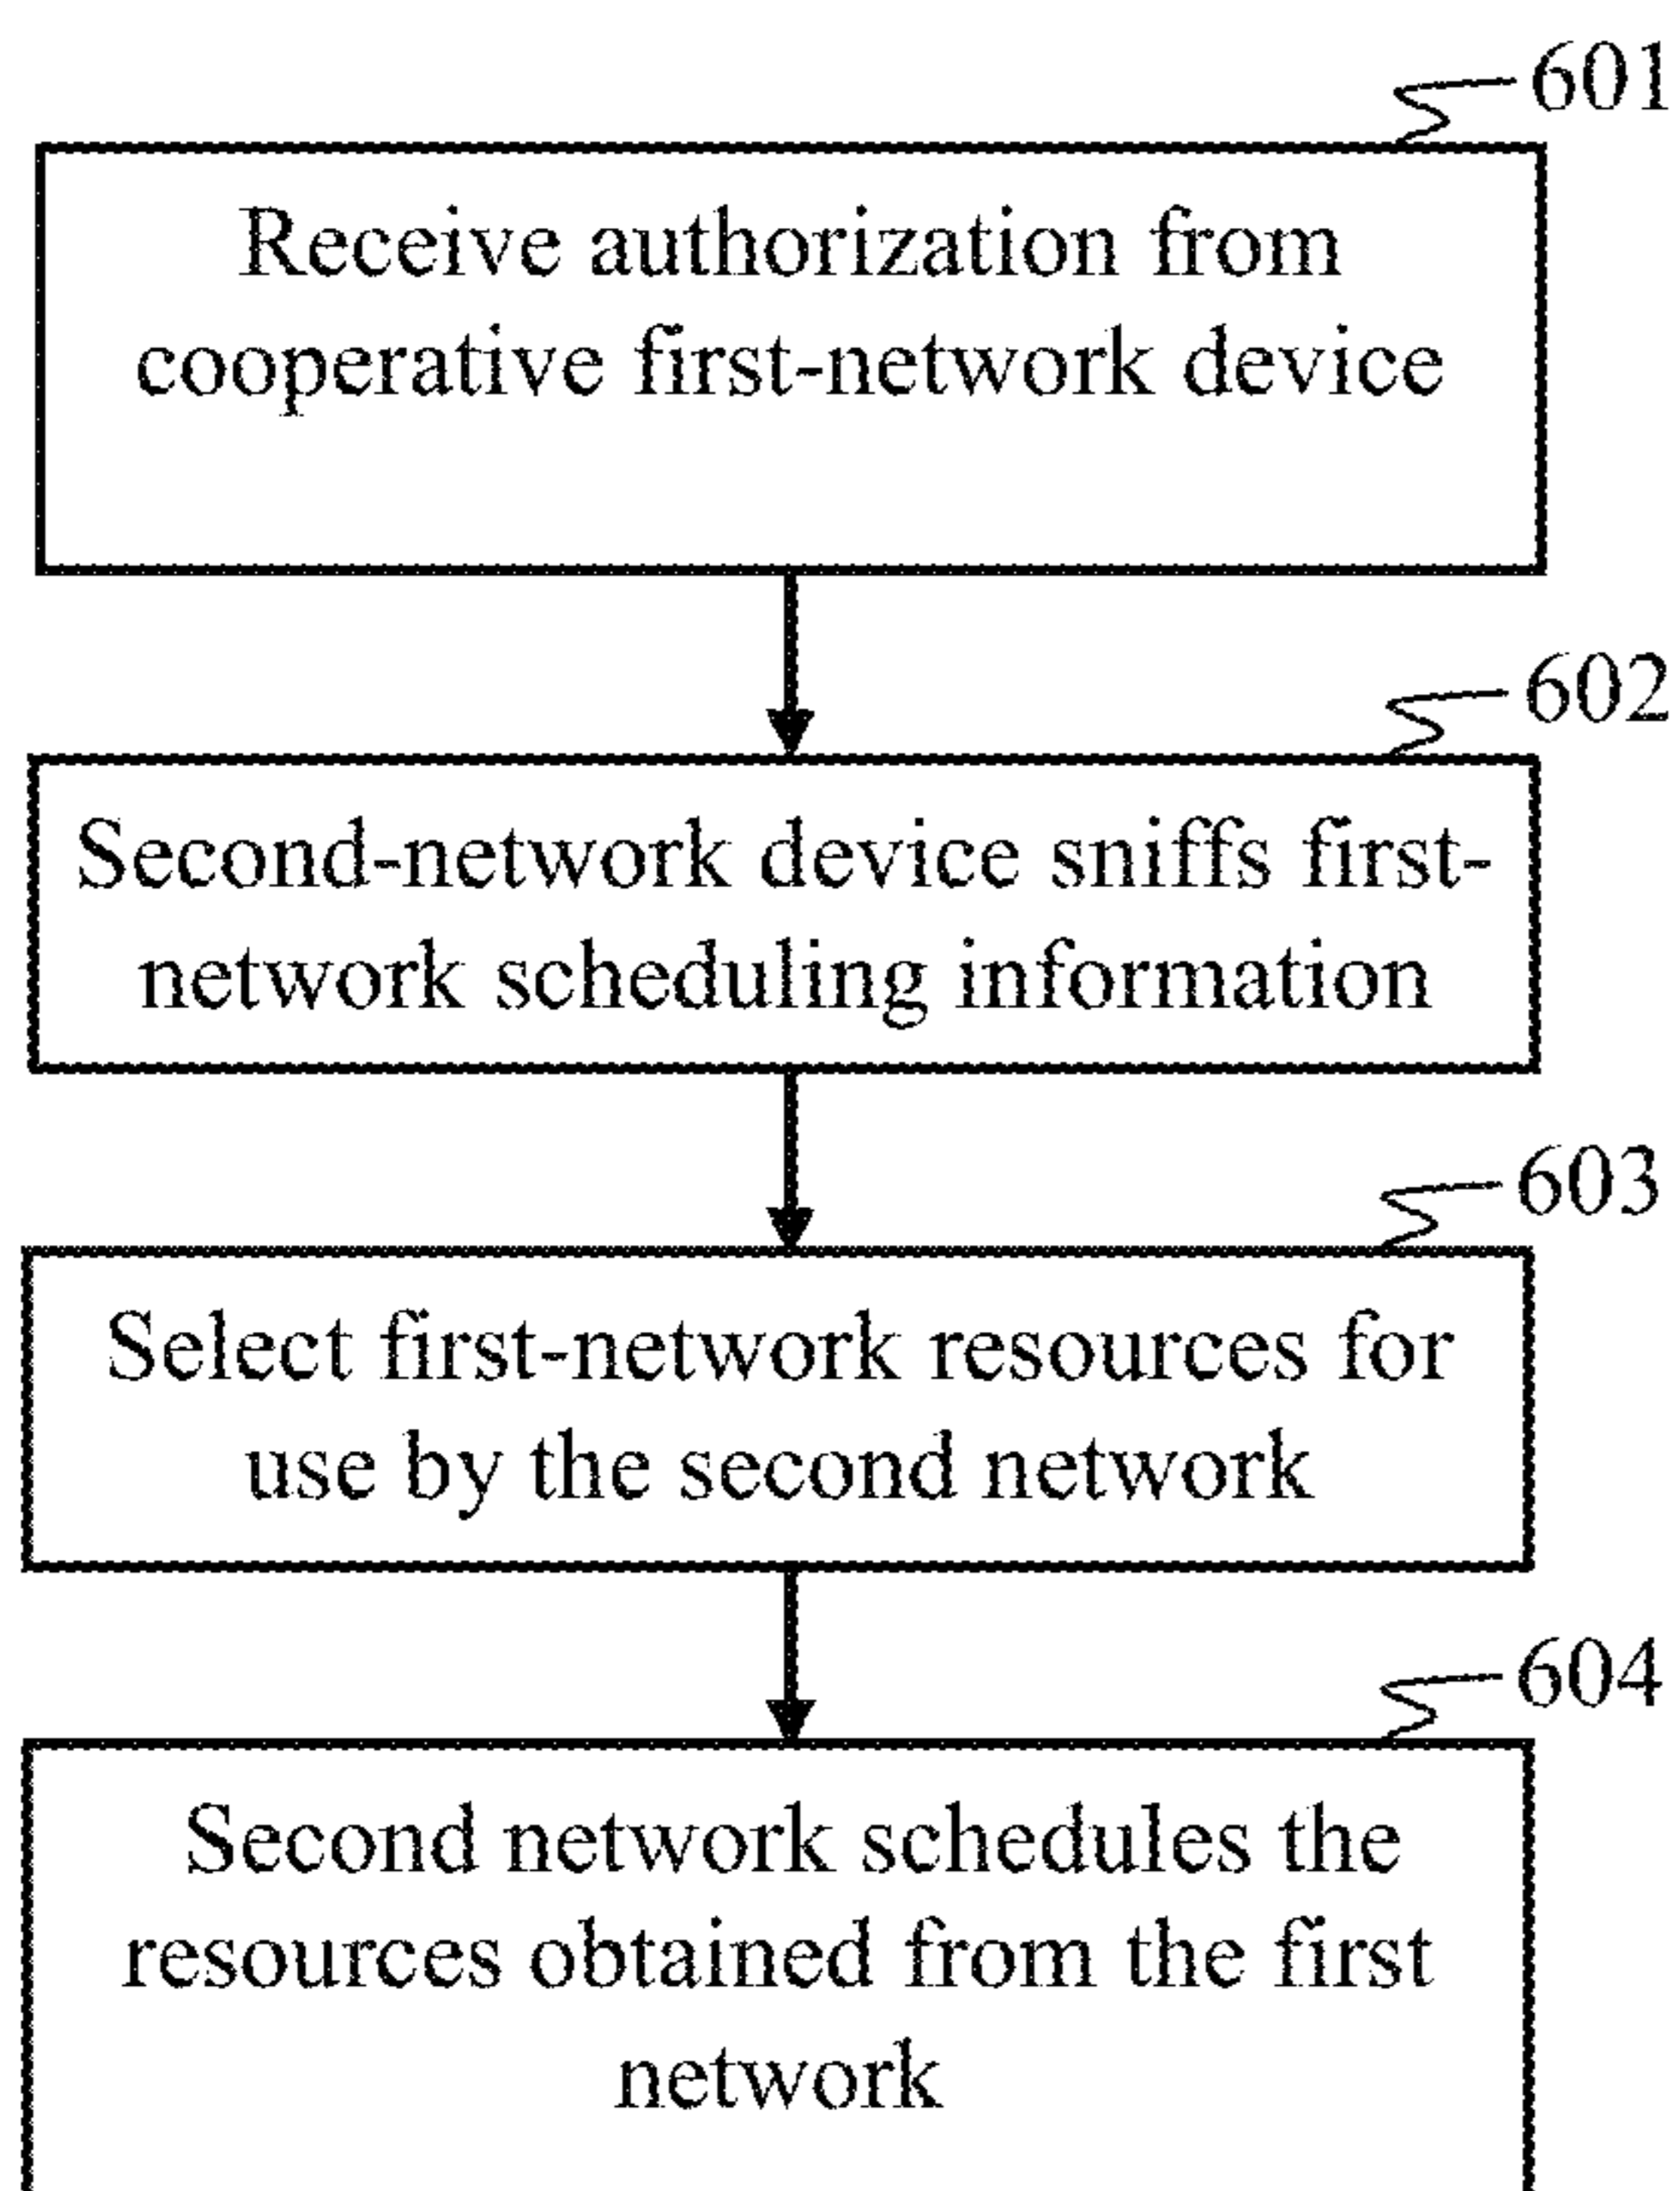 601
Receive authorization from
cooperative first-network device
602
Second-network device sniffs first-
network scheduling information
603
Select first-network resources for
use by the second network
604
Second network schedules the
resources obtained from the first
network